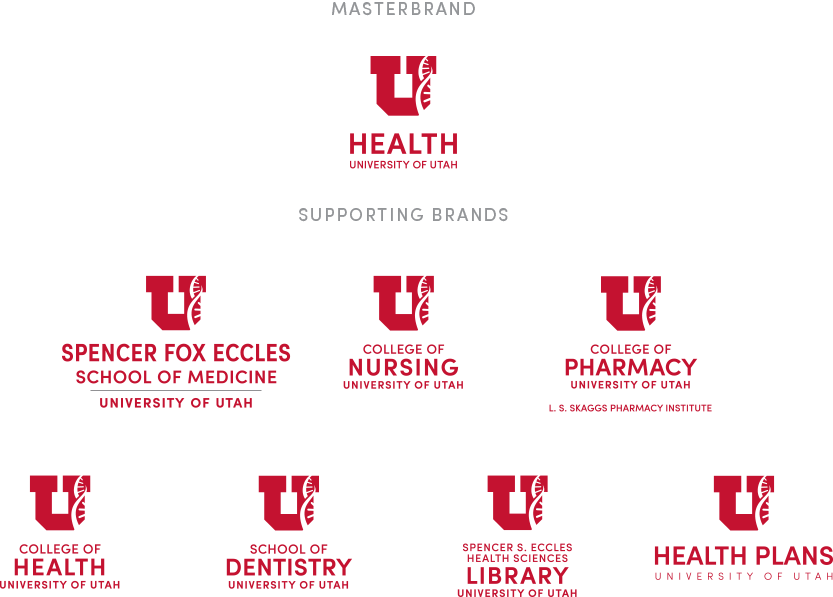 MASTERBRAND
U
HEALTH
UNIVERSITY OF UTAH
SUPPORTING BRANDS
U
SPENCER FOX ECCLES
SCHOOL OF MEDICINE
UNIVERSITY OF UTAH
U
COLLEGE OF
NURSING
UNIVERSITY OF UTAH
U
COLLEGE OF
PHARMACY
UNIVERSITY OF UTAH
L. S. SKAGGS PHARMACY INSTITUTE
U
COLLEGE OF
HEALTH
UNIVERSITY OF UTAH
U
SCHOOL OF
DENTISTRY
UNIVERSITY OF UTAH
U
SPENCER S. ECCLES
HEALTH SCIENCES
LIBRARY
UNIVERSITY OF UTAH
U
HEALTH PLANS
UNIVERSITY OF UTAH